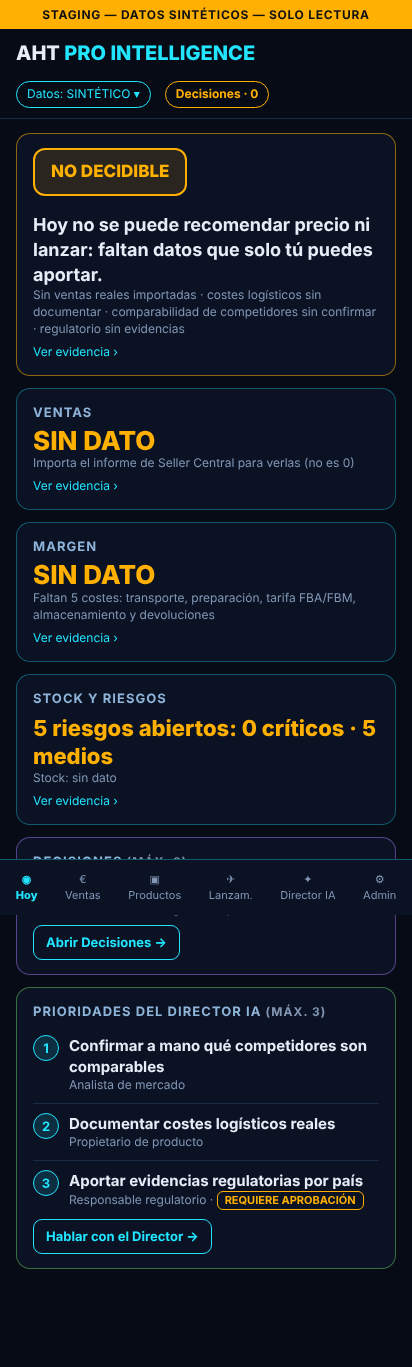 STAGING — DATOS SINTÉTICOS — SOLO LECTURA
AHT PRO INTELLIGENCE
Datos: SINTÉTICO ▾
Decisiones · 0
NO DECIDIBLE
Hoy no se puede recomendar precio ni
lanzar: faltan datos que solo tú puedes
aportar.
Sin ventas reales importadas · costes logísticos sin
documentar · comparabilidad de competidores sin confirmar
· regulatorio sin evidencias
Ver evidencia ›
VENTAS
SIN DATO
Importa el informe de Seller Central para verlas (no es 0)
Ver evidencia ›
MARGEN
SIN DATO
Faltan 5 costes: transporte, preparación, tarifa FBA/FBM,
almacenamiento y devoluciones
Ver evidencia ›
STOCK Y RIESGOS
5 riesgos abiertos: 0 críticos · 5
medios
Stock: sin dato
Ver evidencia ›
Hoy
Ventas
Productos
Lanzam.
Director IA
Admin
Abrir Decisiones →
PRIORIDADES DEL DIRECTOR IA (MÁX. 3)
1 Confirmar a mano qué competidores son
comparables
Analista de mercado
2 Documentar costes logísticos reales
Propietario de producto
3 Aportar evidencias regulatorias por país
Responsable regulatorio · REQUIERE APROBACIÓN
Hablar con el Director →